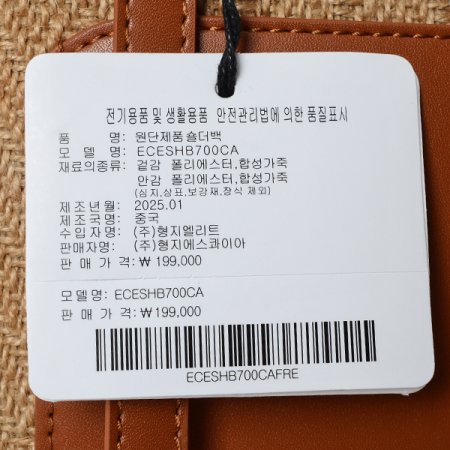 전기용품 및 생활용품 안전관리법에 의한 품질표시
품 명: 원단제품숄더백
모 델 명: ECESHB700CA
재료의종류: 겉감 폴리에스터,합성가죽
안감 폴리에스터,합성가죽
(심지,상표,보강재,장식 제외)
제조년월: 2025.01
제조국명: 중국
수입자명: (주)형지엘리트
판매자명: (주)형지에스콰이아
판 매 가 격:₩199,000
모델명: ECESHB700CA
판 매 가 격:₩199,000
ECESHB700CAFRE